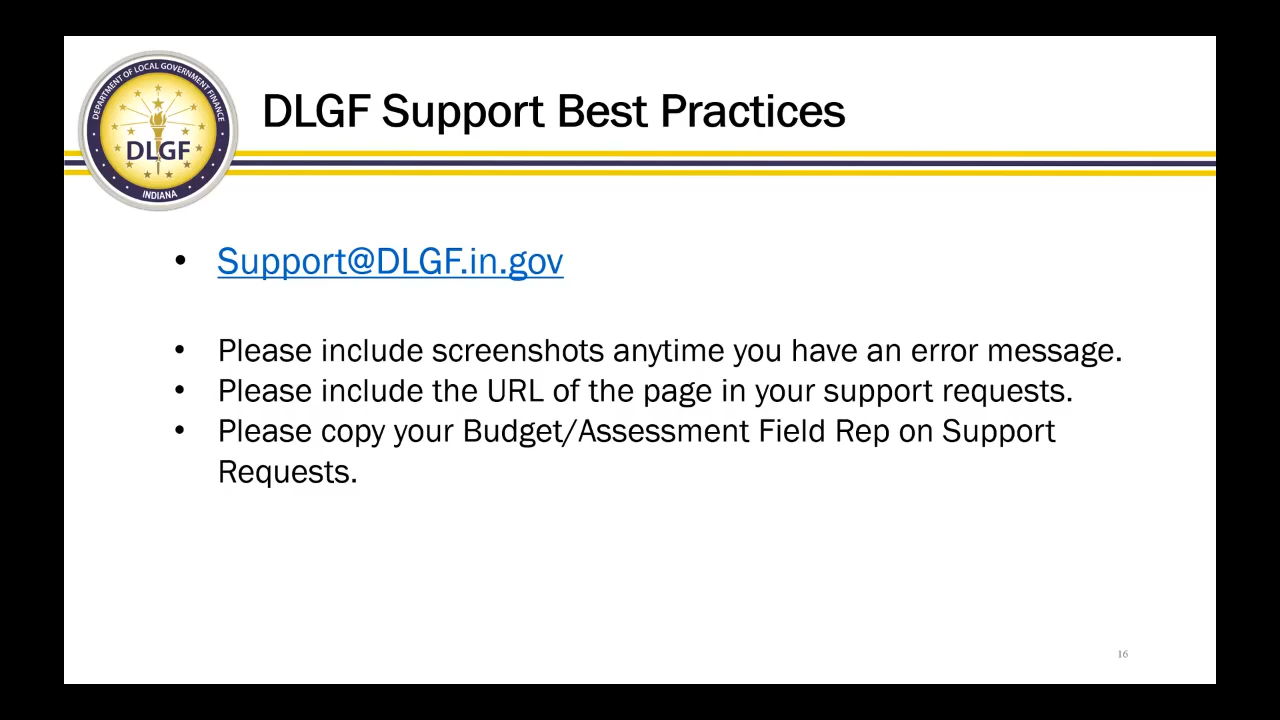 DEPARTMENT OF LOCAL GOVERNMENT FINANCE
DLGF
INDIANA
DLGF Support Best Practices
• Support@DLGF.in.gov
• Please include screenshots anytime you have an error message.
• Please include the URL of the page in your support requests.
• Please copy your Budget/Assessment Field Rep on Support
Requests.
16